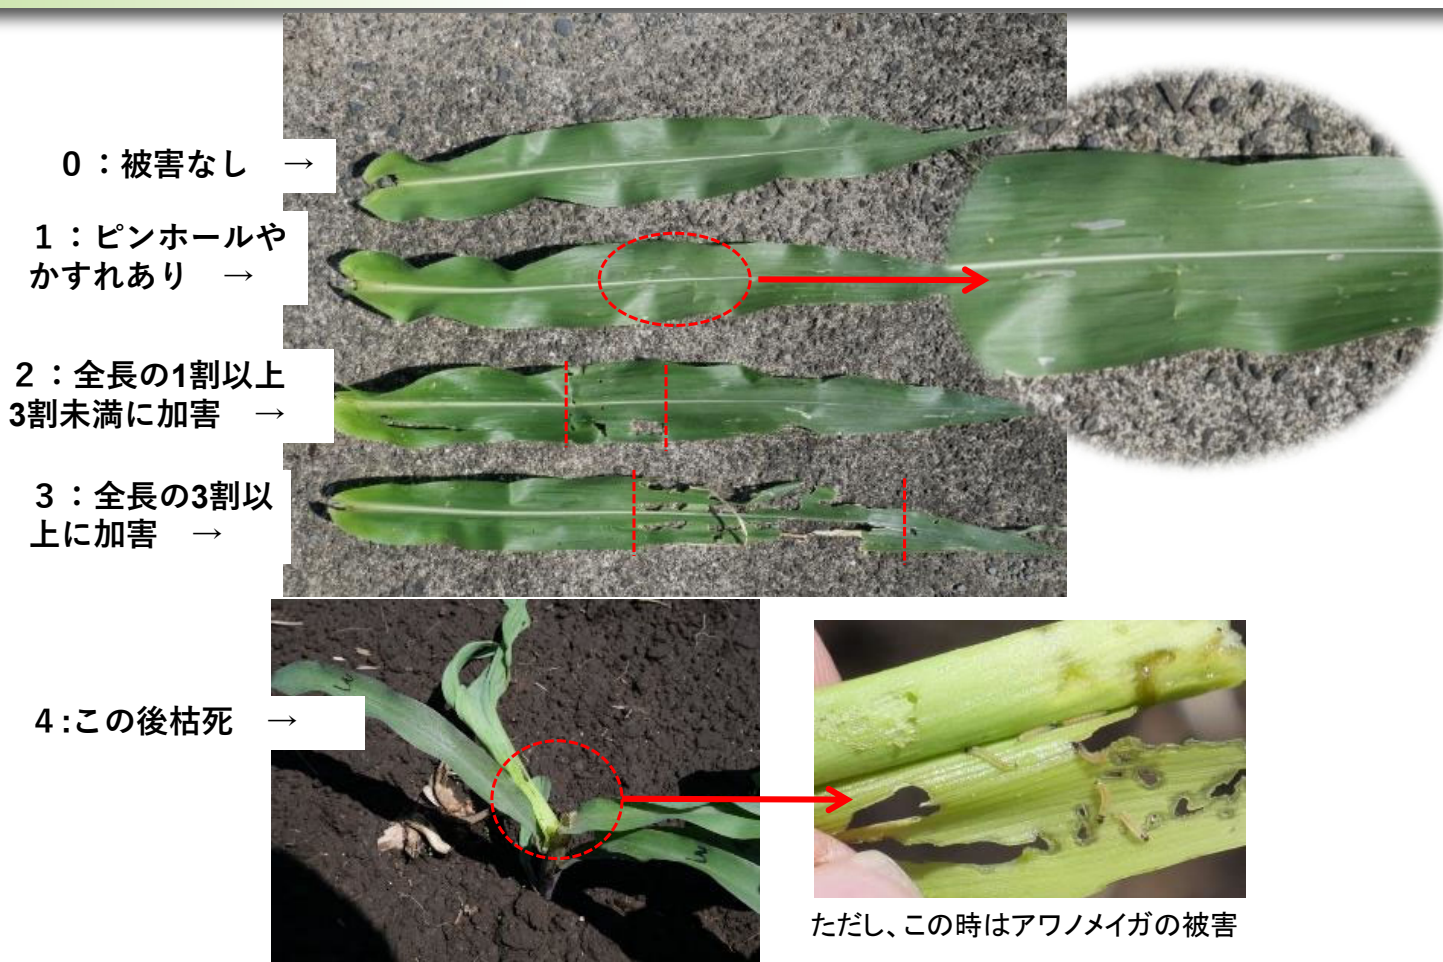 0：被害なし →
1：ピンホールや
かすれあり →
2：全長の1割以上
3割未満に加害 →
3：全長の3割以
上に加害 →
4:この後枯死 →
ただし、この時はアワノメイガの被害